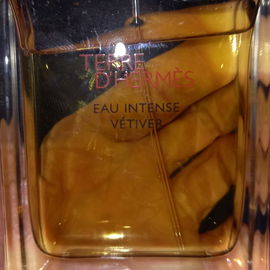 TERRE
D'HERMÈS
EAU INTENSE
VÉTIVER